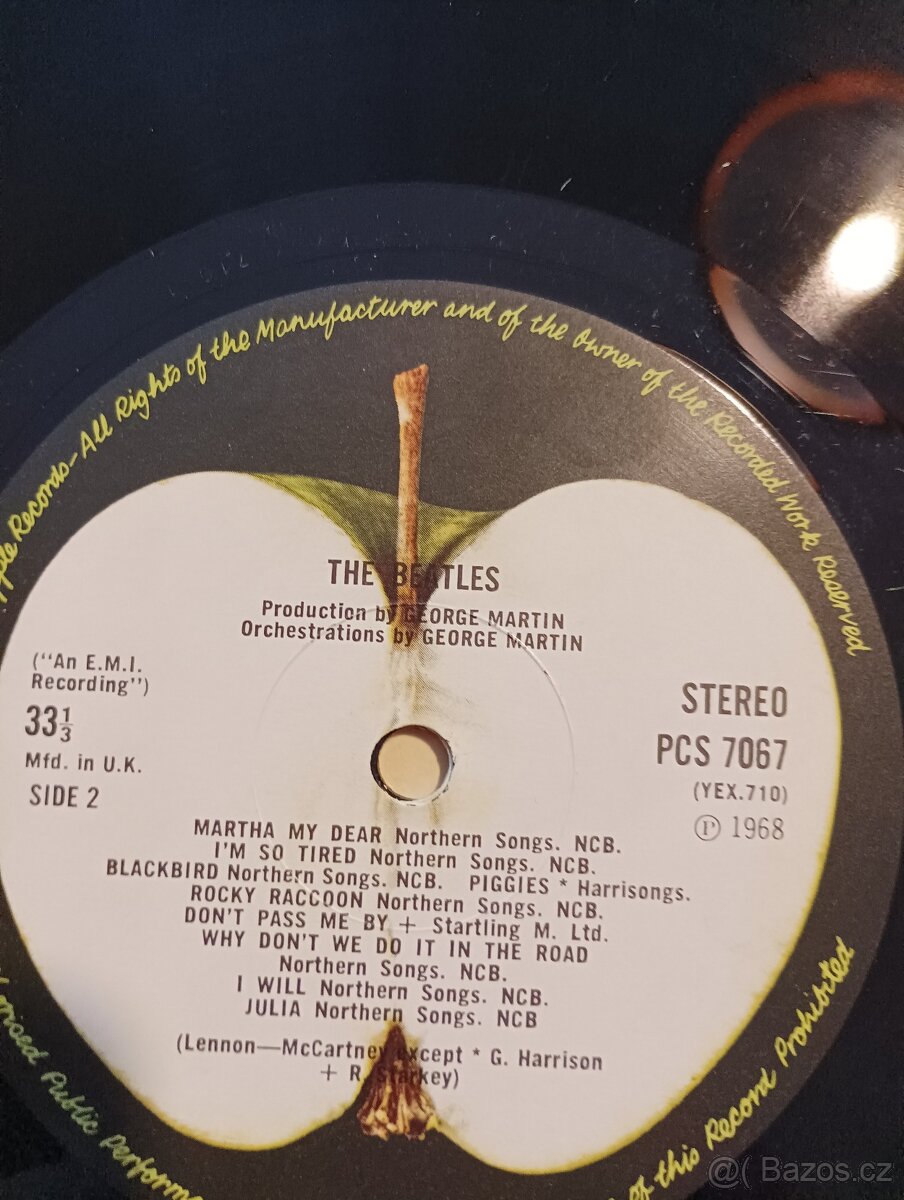 Apple Records - All Rights of the Manufacturer and of the Owner of the Recorded Work Reserved
THE BEATLES
Production by GEORGE MARTIN
Orchestrations by GEORGE MARTIN
("An E.M.I.
Recording")
33⅓
Mfd. in U.K.
SIDE 2
STEREO
PCS 7067
(YEX.710)
℗ 1968
MARTHA MY DEAR Northern Songs. NCB.
I'M SO TIRED Northern Songs. NCB.
BLACKBIRD Northern Songs. NCB. PIGGIES * Harrisongs.
ROCKY RACCOON Northern Songs. NCB.
DON'T PASS ME BY + Startling M. Ltd.
WHY DON'T WE DO IT IN THE ROAD
Northern Songs. NCB.
I WILL Northern Songs. NCB.
JULIA Northern Songs. NCB
(Lennon—McCartney except * G. Harrison
+ R. Starkey)
Public Performa
of this Record Prohibited
@( Bazos.cz